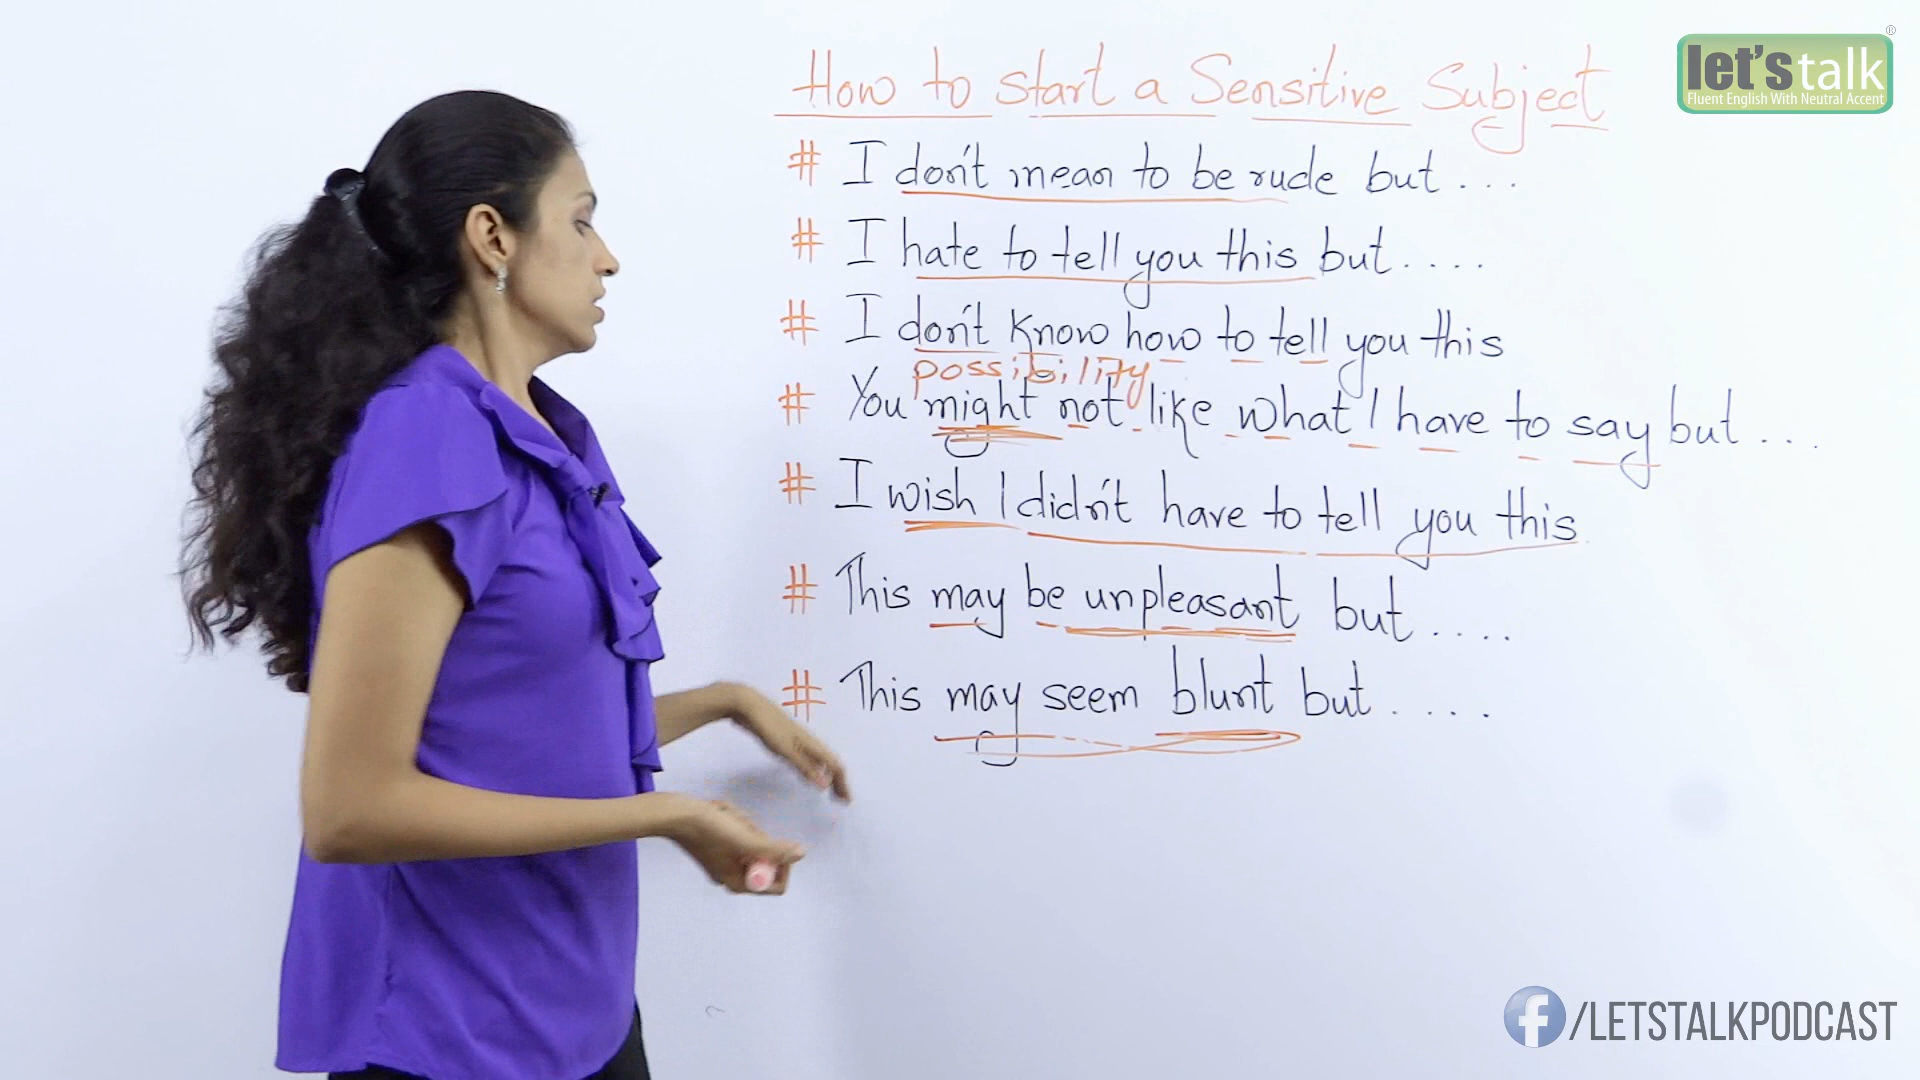 How to start a Sensitive Subject
# I don't mean to be rude but...
# I hate to tell you this but....
# I don't know how to tell you this
possibility
# You might not like what I have to say but...
# I wish I didn't have to tell you this
# This may be unpleasant but....
# This may seem blunt but....
let's talk ®
Fluent English With Neutral Accent
f /LETSTALKPODCAST